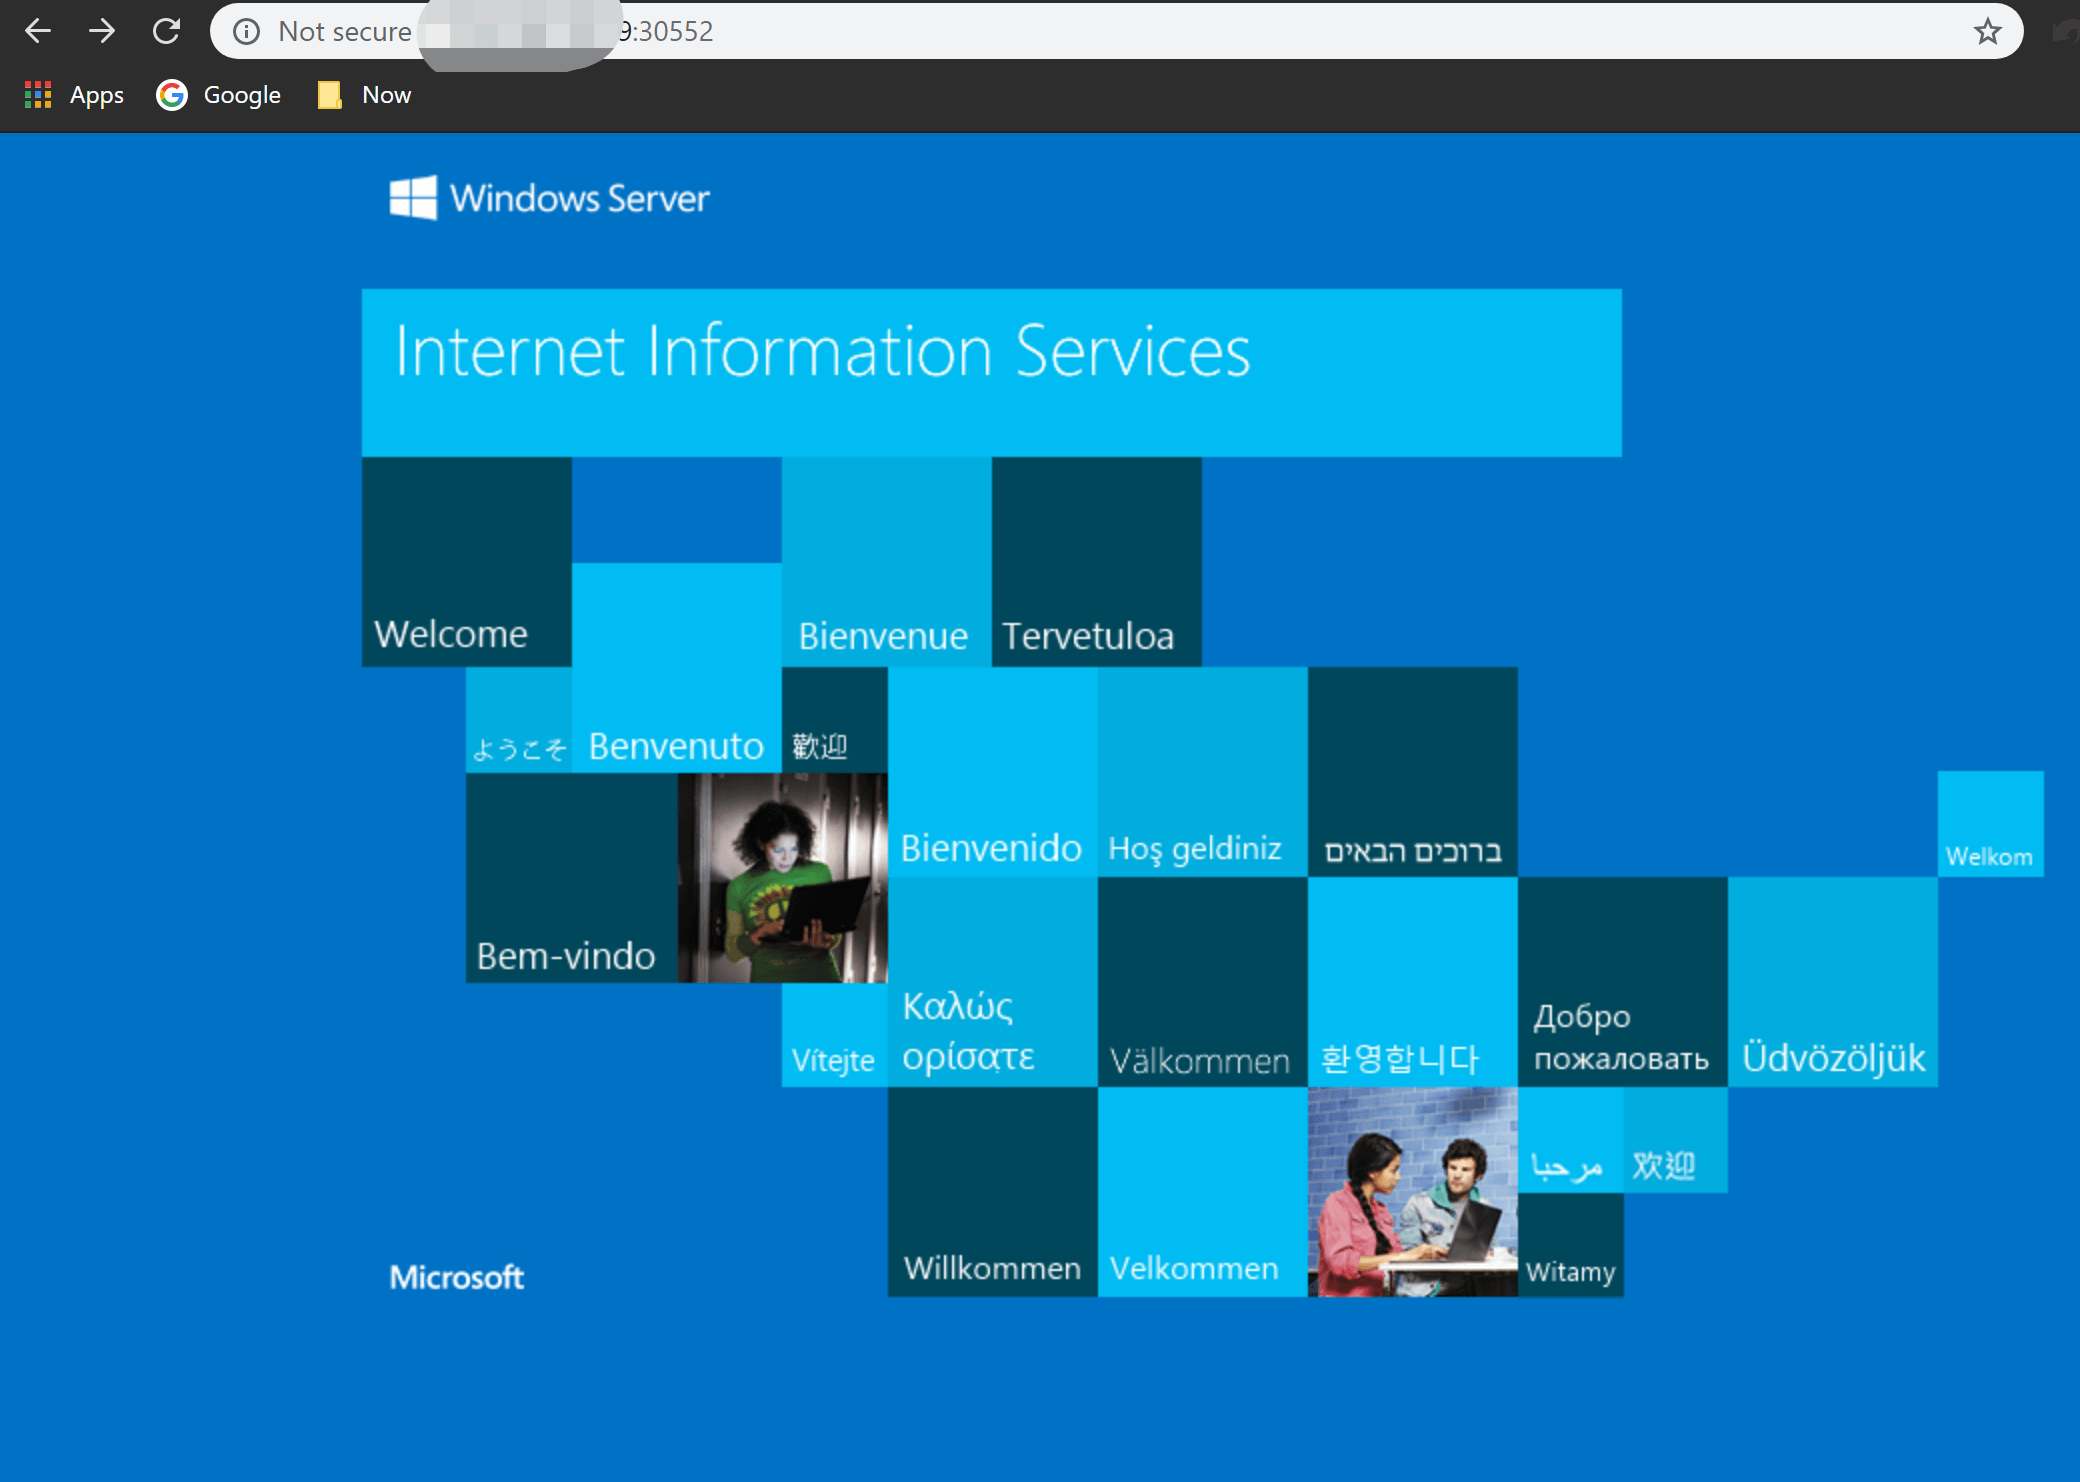 Not secure
9:30552
Apps
Google
Now
Windows Server
Internet Information Services
Welcome
Bienvenue
Tervetuloa
ようこそ
Benvenuto
歡迎
Bienvenido
Hoş geldiniz
ברוכים הבאים
Welkom
Bem-vindo
Vítejte
Καλώς
ορίσατε
Välkommen
환영합니다
Добро
пожаловать
Üdvözöljük
مرحبا
欢迎
Willkommen
Velkommen
Witamy
Microsoft